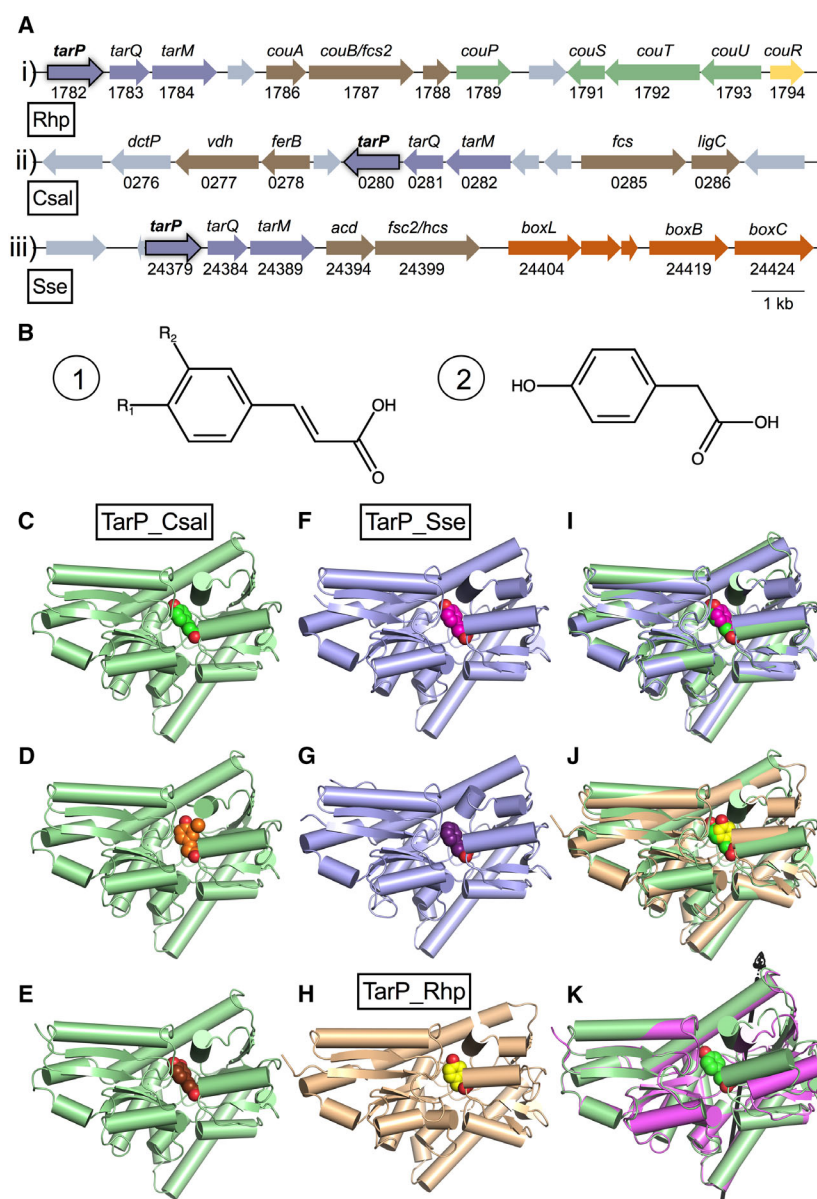 A
tarP tarQ tarM couA couB/fcs2 couP couS couT couU couR
i)
1782 1783 1784 1786 1787 1788 1789 1791 1792 1793 1794
Rhp
dctP vdh ferB tarP tarQ tarM fcs ligC
ii)
0276 0277 0278 0280 0281 0282 0285 0286
Csal
tarP tarQ tarM acd fsc2/hcs boxL boxB boxC
iii)
24379 24384 24389 24394 24399 24404 24419 24424
Sse
1 kb
B
1 R2 R1 OH O
2 HO OH O
C TarP_Csal F TarP_Sse I
D G J
E H TarP_Rhp K